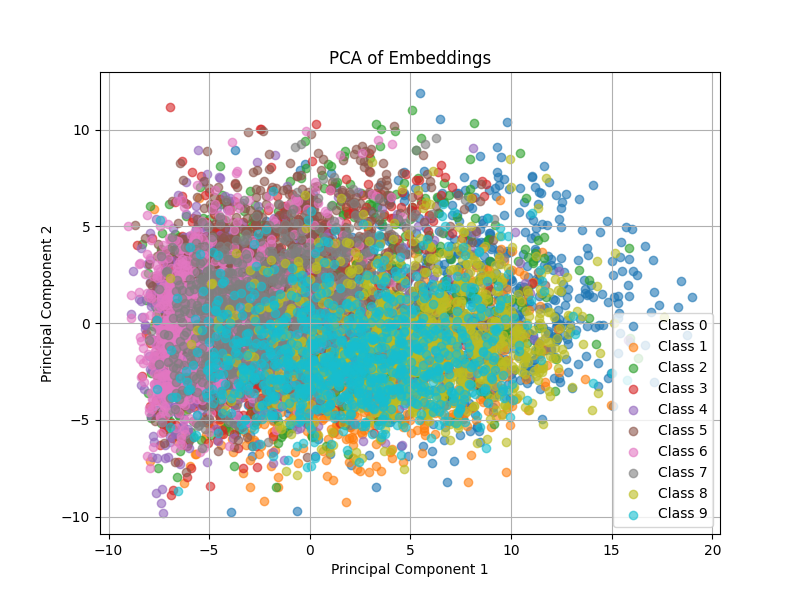 PCA of Embeddings
Principal Component 2
10
5
0
−5
−10
−10
−5
0
5
10
15
20
Principal Component 1
Class 0
Class 1
Class 2
Class 3
Class 4
Class 5
Class 6
Class 7
Class 8
Class 9